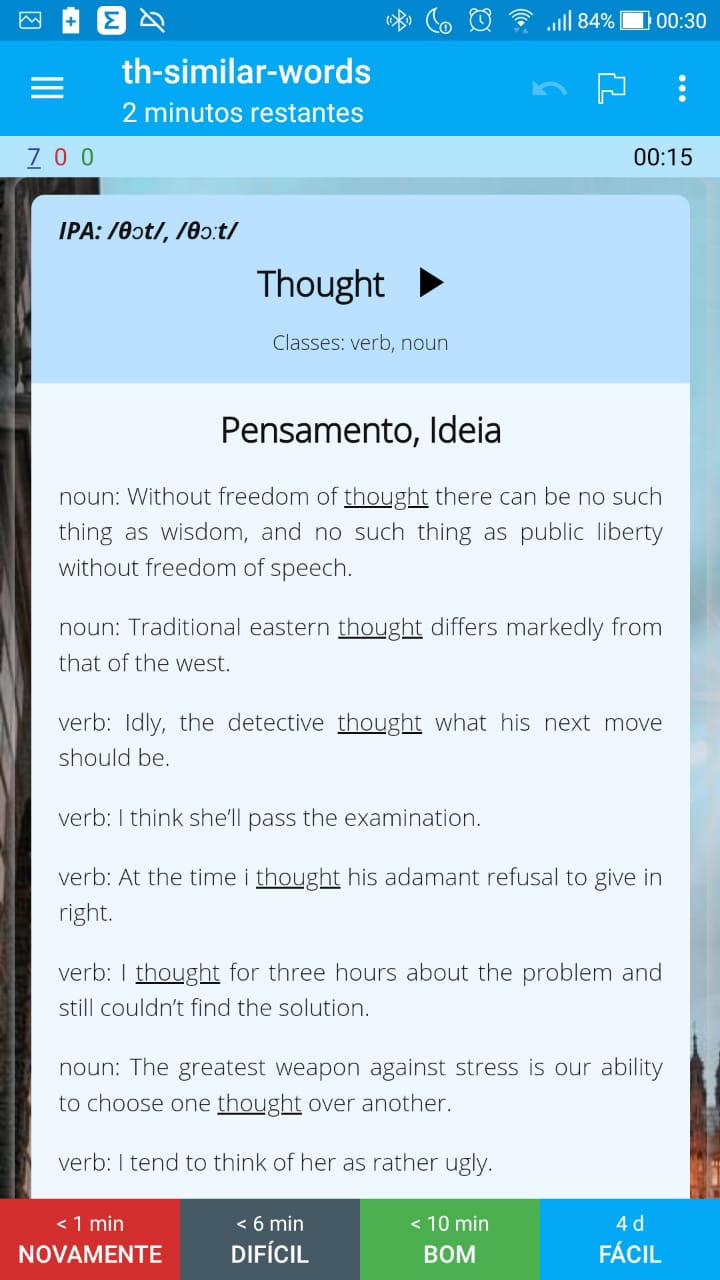 84% 00:30
th-similar-words
2 minutos restantes
7 0 0 00:15
IPA: /θɔt/, /θɔːt/
Thought
Classes: verb, noun
Pensamento, Ideia
noun: Without freedom of thought there can be no such
thing as wisdom, and no such thing as public liberty
without freedom of speech.
noun: Traditional eastern thought differs markedly from
that of the west.
verb: Idly, the detective thought what his next move
should be.
verb: I think she’ll pass the examination.
verb: At the time i thought his adamant refusal to give in
right.
verb: I thought for three hours about the problem and
still couldn’t find the solution.
noun: The greatest weapon against stress is our ability
to choose one thought over another.
verb: I tend to think of her as rather ugly.
< 1 min < 6 min < 10 min 4 d
NOVAMENTE DIFÍCIL BOM FÁCIL